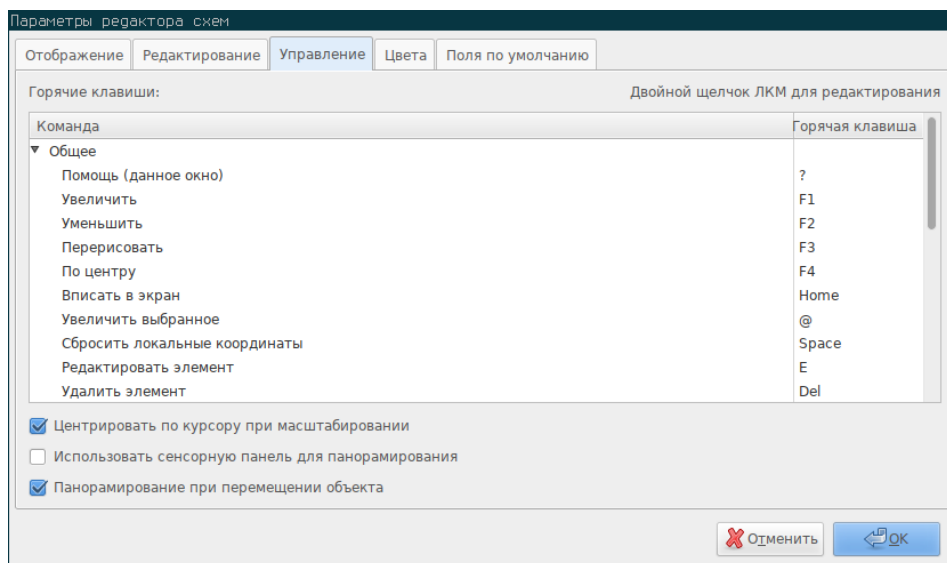 Параметры редактора схем
Отображение Редактирование Управление Цвета Поля по умолчанию
Горячие клавиши: Двойной щелчок ЛКМ для редактирования
Команда Горячая клавиша
Общее
Помощь (данное окно) ?
Увеличить F1
Уменьшить F2
Перерисовать F3
По центру F4
Вписать в экран Home
Увеличить выбранное @
Сбросить локальные координаты Space
Редактировать элемент E
Удалить элемент Del
Центрировать по курсору при масштабировании
Использовать сенсорную панель для панорамирования
Панорамирование при перемещении объекта
Отменить OK